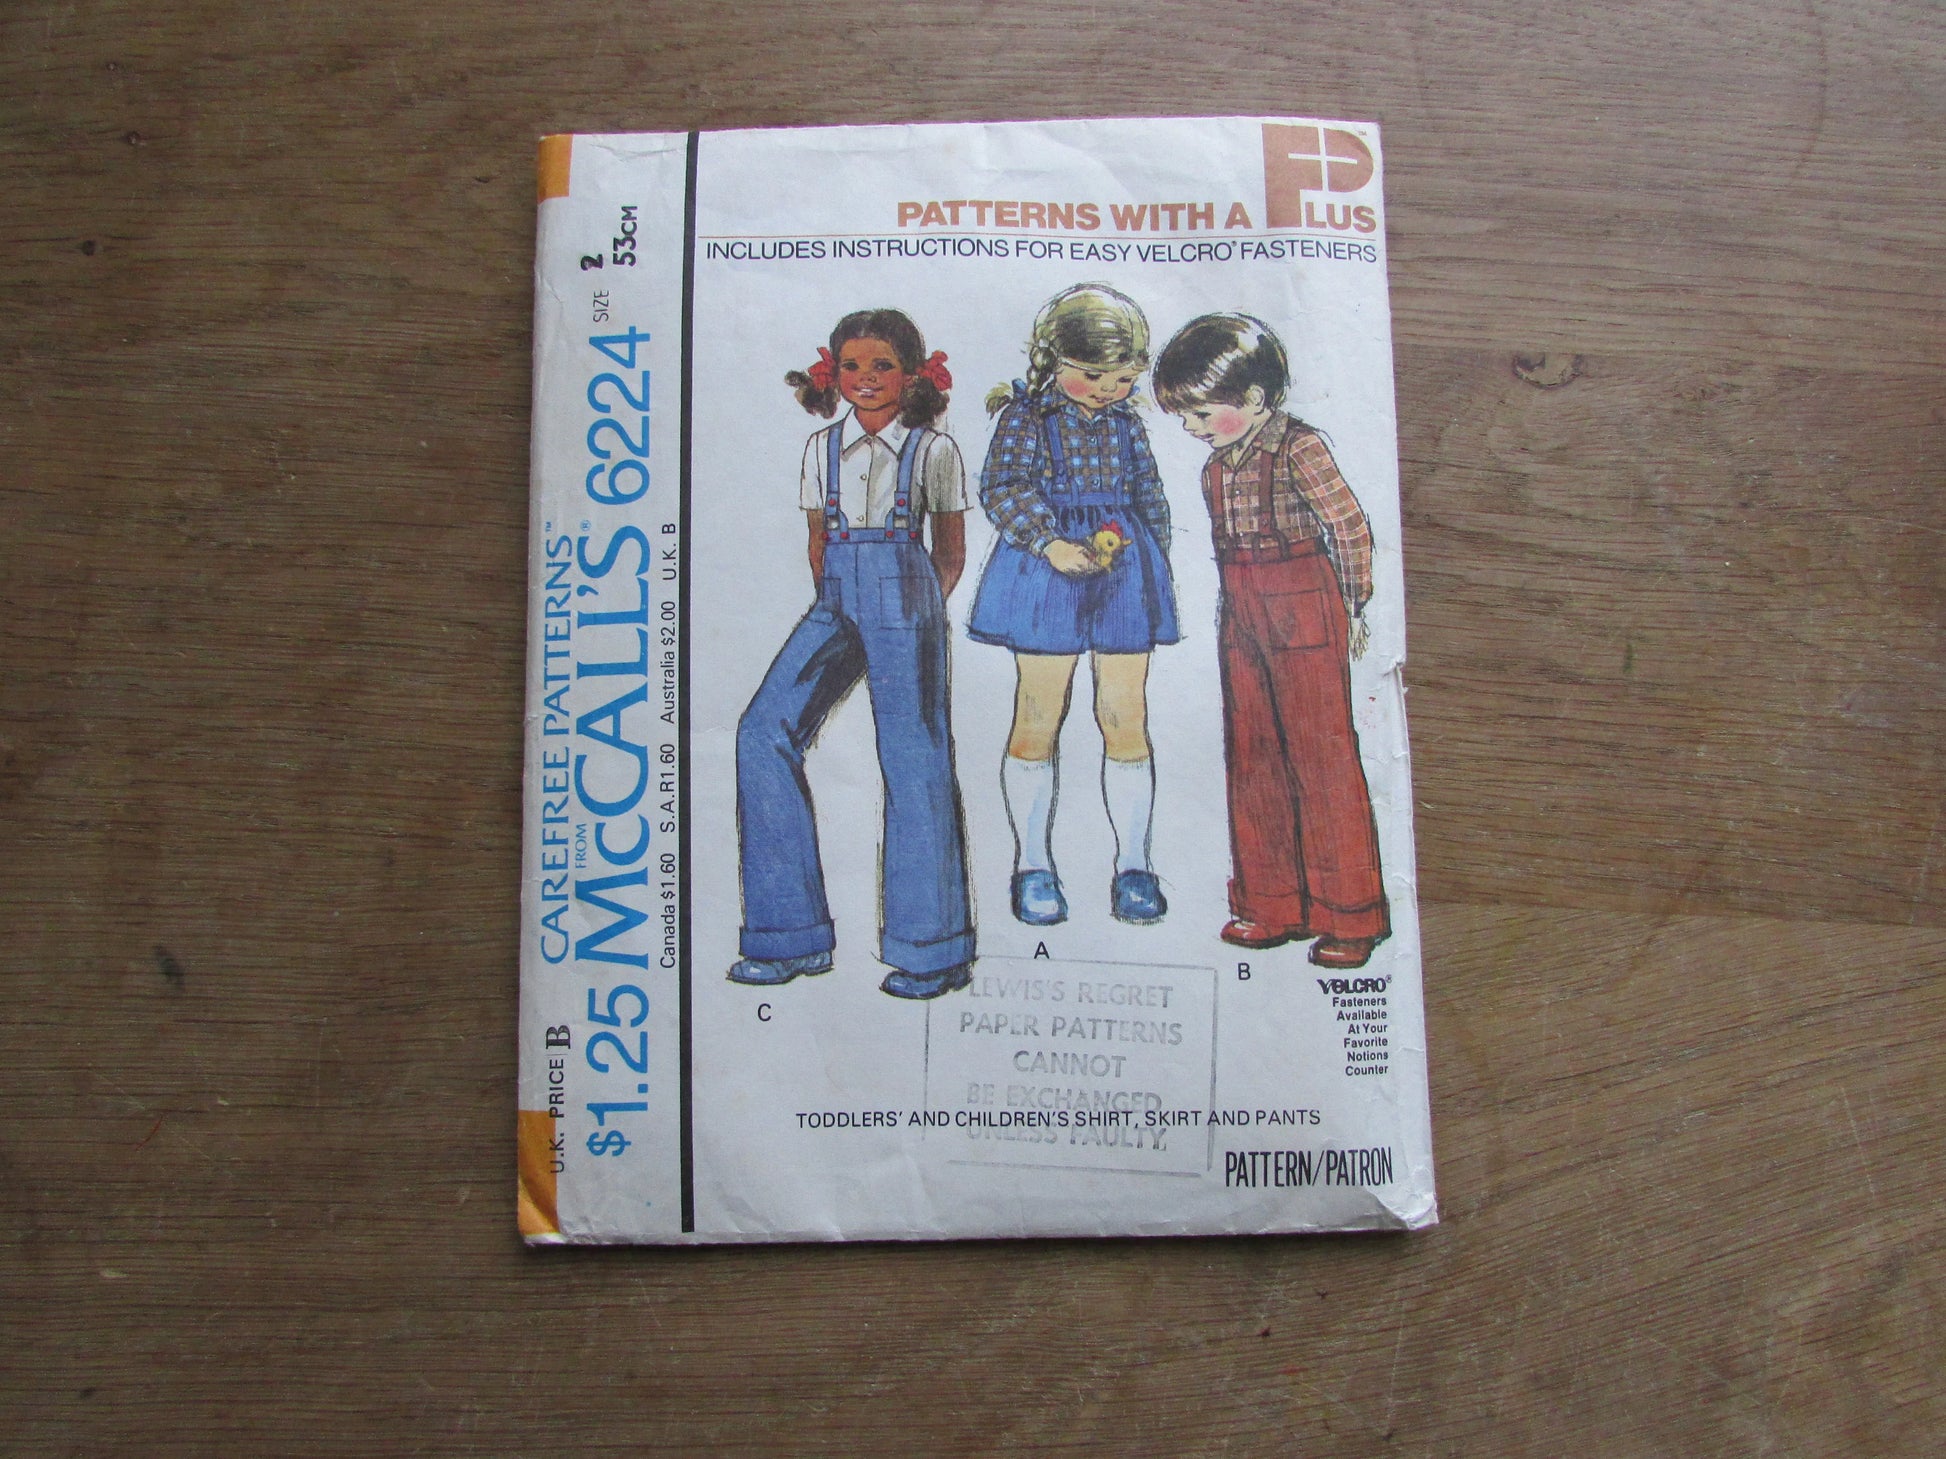 CAREFREE PATTERNS™
FROM
McCALL'S® 6224 SIZE 2
53CM
$1.25
U.K. PRICE B
Canada $1.60 S.A.R1.60 Australia $2.00 U.K. B
PATTERNS WITH A PLUS™
INCLUDES INSTRUCTIONS FOR EASY VELCRO® FASTENERS
A
B
C
VELCRO®
Fasteners
Available
At Your
Favorite
Notions
Counter
LEWIS'S REGRET
PAPER PATTERNS
CANNOT
BE EXCHANGED
UNLESS FAULTY.
TODDLERS' AND CHILDREN'S SHIRT, SKIRT AND PANTS
PATTERN/PATRON